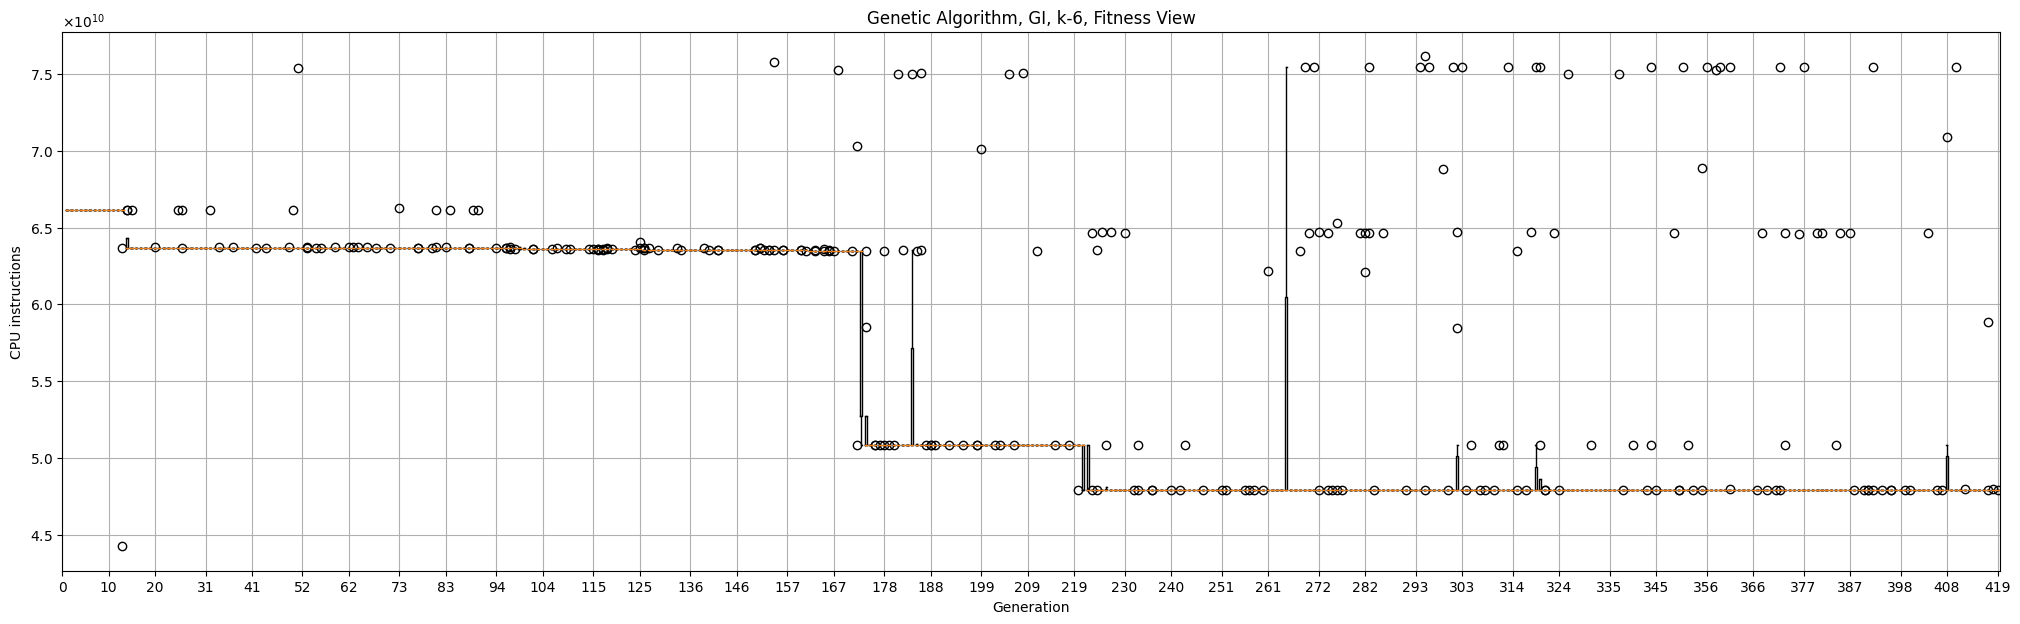 Genetic Algorithm, GI, k-6, Fitness View
×10¹⁰
7.5
7.0
6.5
6.0
5.5
5.0
4.5
CPU instructions
0 10 20 31 41 52 62 73 83 94 104 115 125 136 146 157 167 178 188 199 209 219 230 240 251 261 272 282 293 303 314 324 335 345 356 366 377 387 398 408 419
Generation